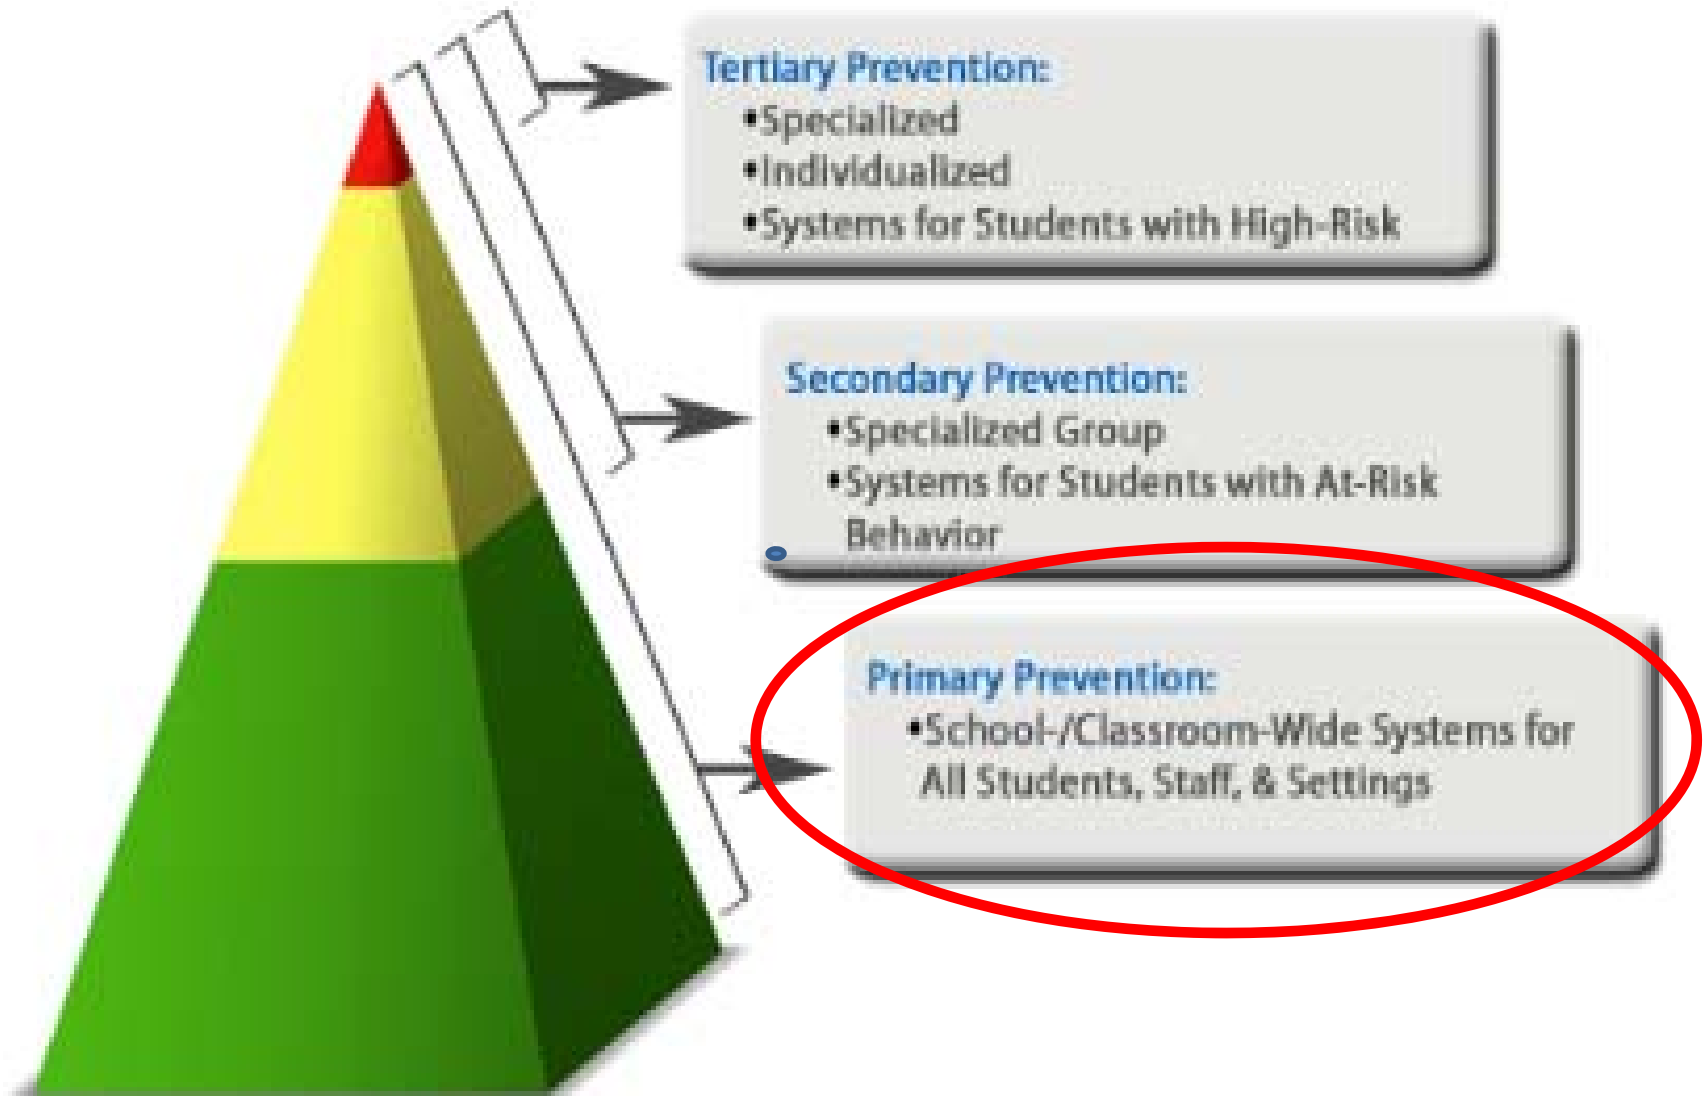 Tertiary Prevention:
•Specialized
•Individualized
•Systems for Students with High-Risk
Secondary Prevention:
•Specialized Group
•Systems for Students with At-Risk
Behavior
Primary Prevention:
•School-/Classroom-Wide Systems for
All Students, Staff, & Settings